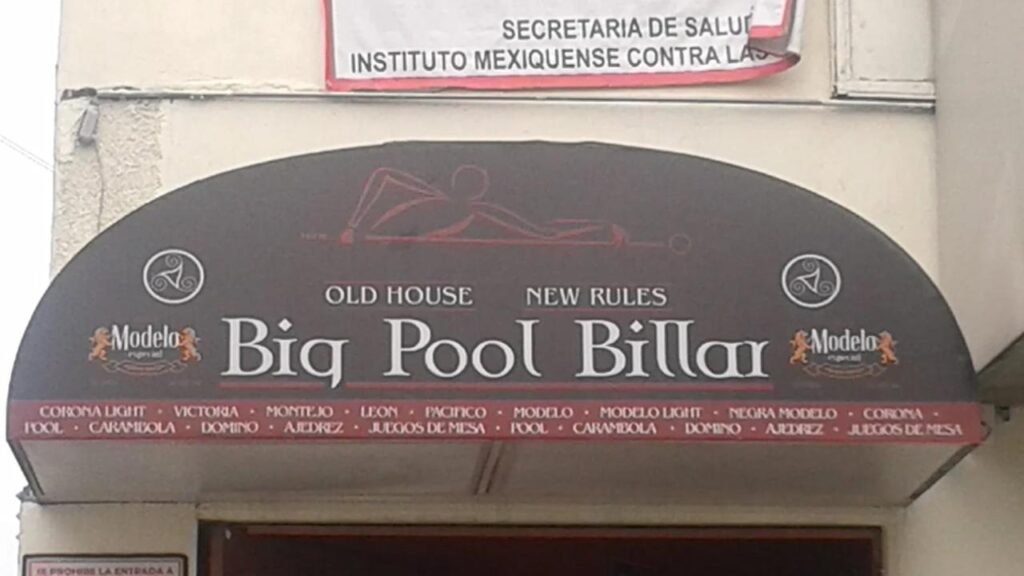 SECRETARIA DE SALUD
INSTITUTO MEXIQUENSE CONTRA LAS
OLD HOUSE NEW RULES
Big Pool Billar
Modelo
especial
Modelo
especial
CORONA LIGHT · VICTORIA · MONTEJO · LEON · PACIFICO · MODELO · MODELO LIGHT · NEGRA MODELO · CORONA ·
POOL · CARAMBOLA · DOMINO · AJEDREZ · JUEGOS DE MESA · POOL · CARAMBOLA · DOMINO · AJEDREZ · JUEGOS DE MESA
SE PROHIBE LA ENTRADA A